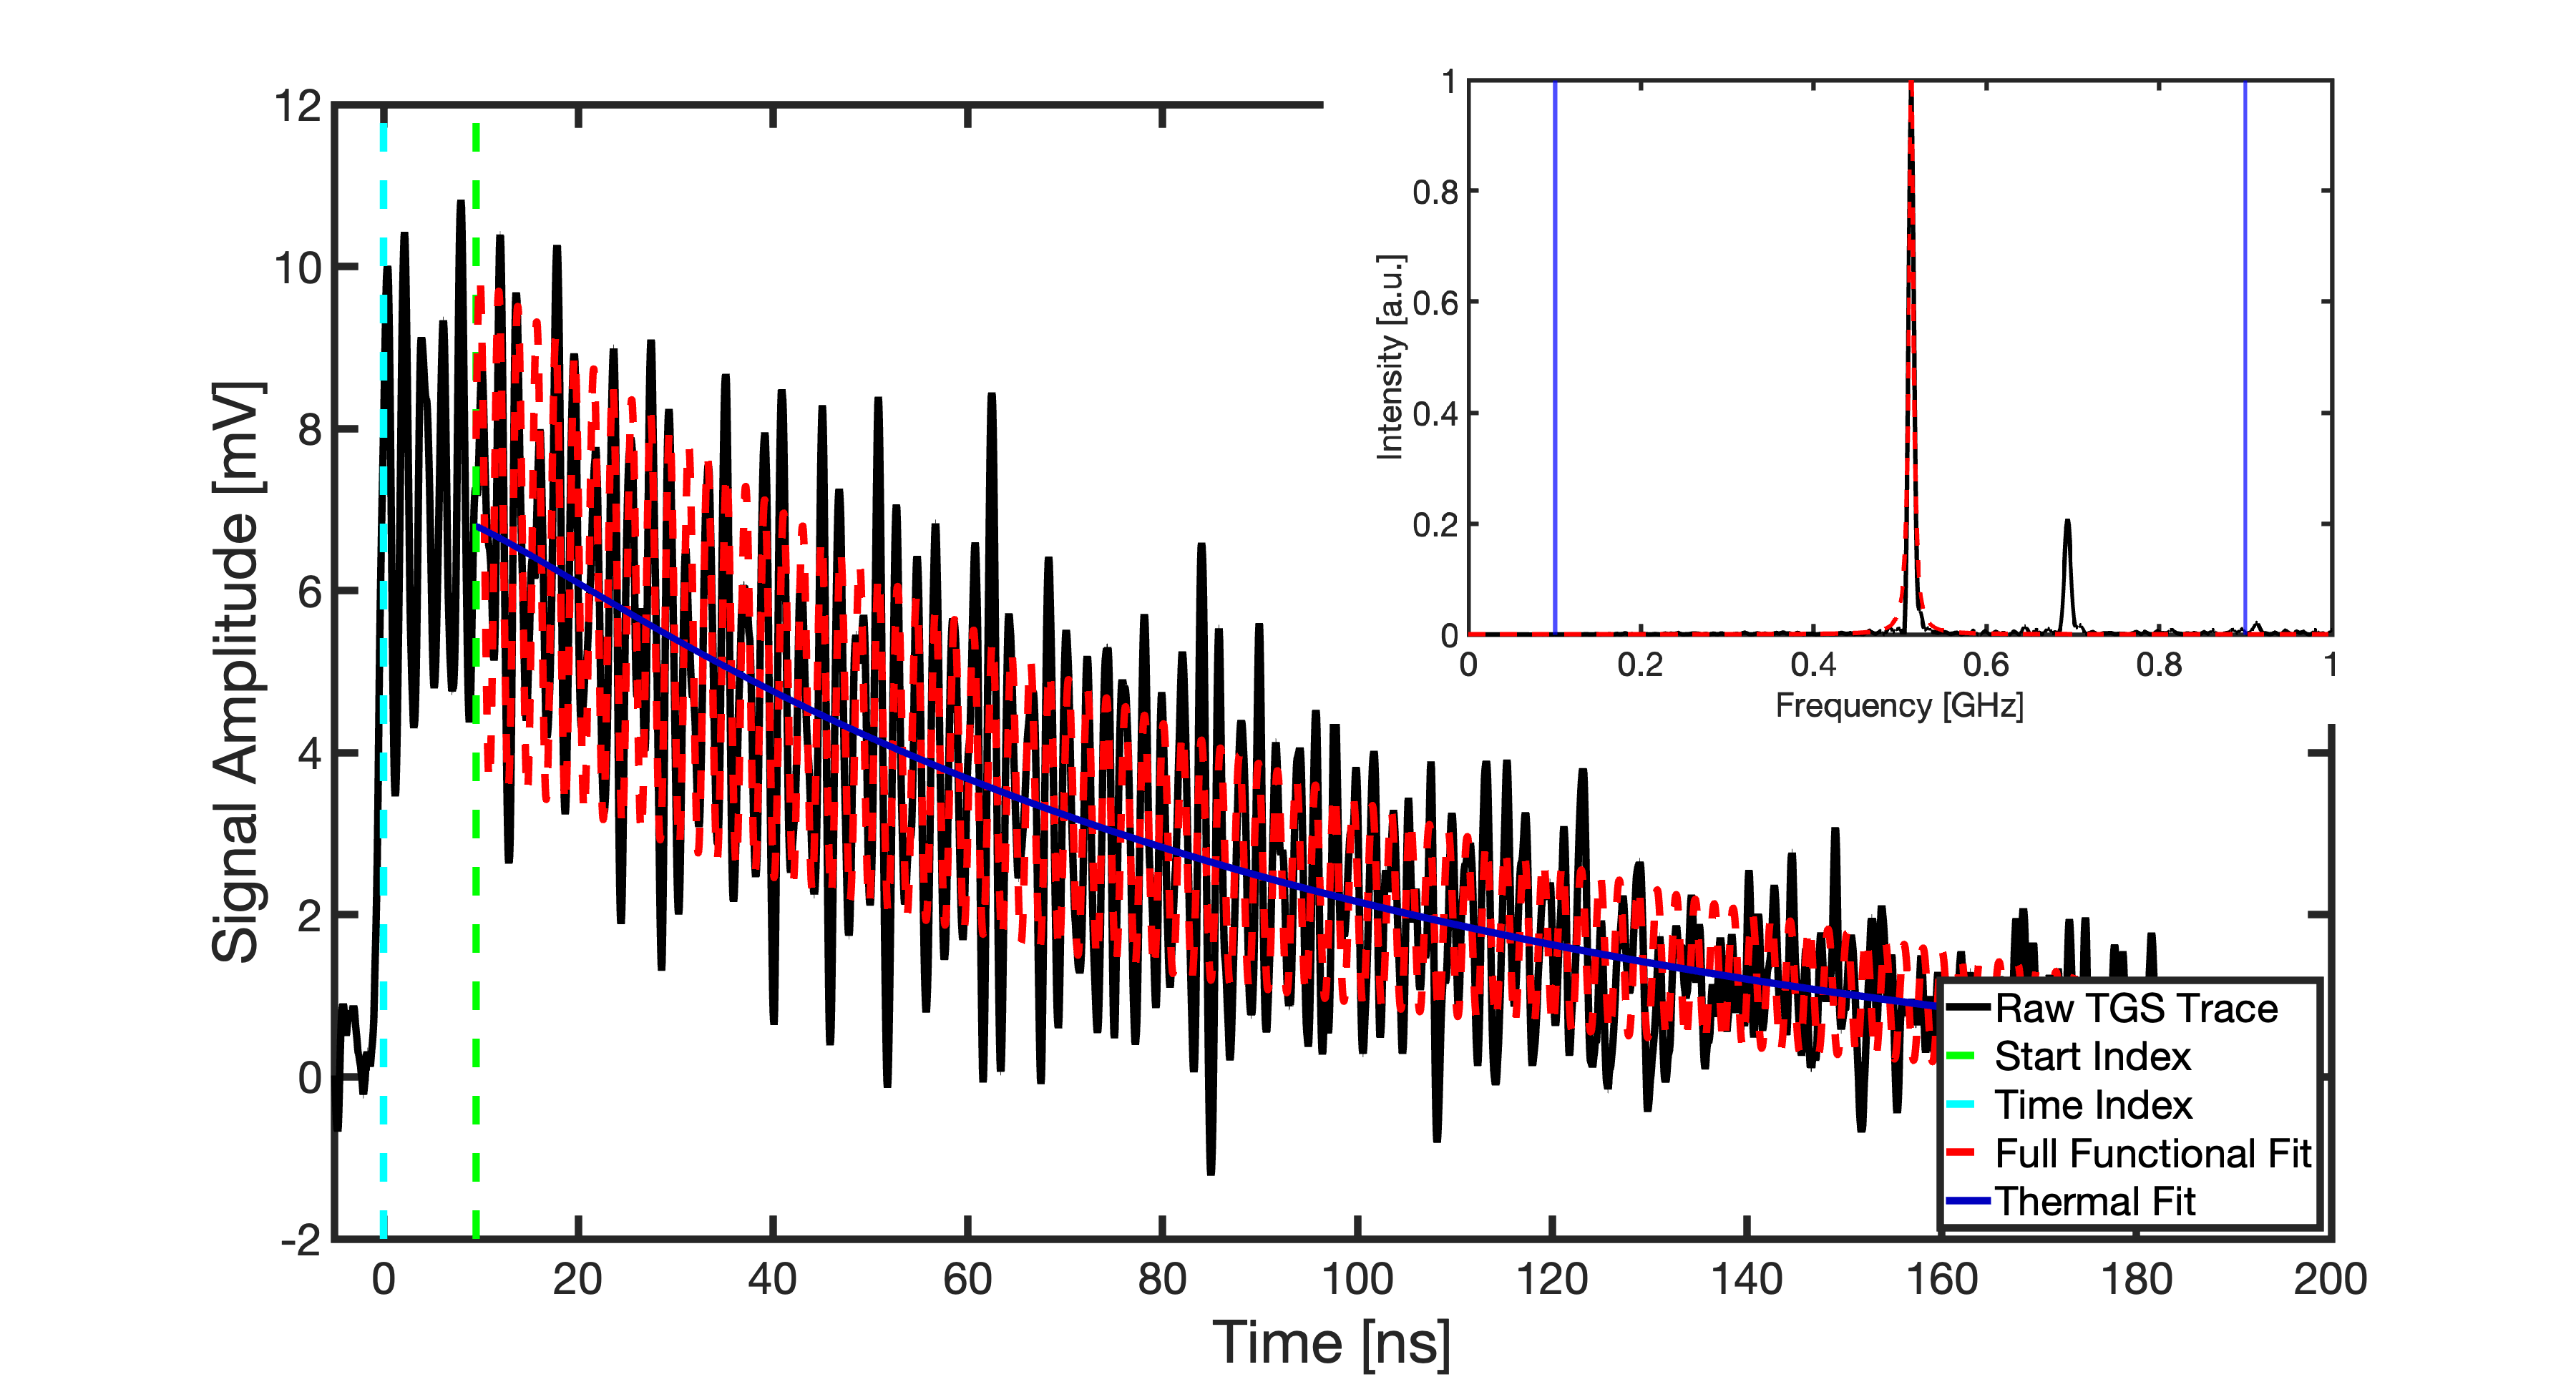 12
10
8
6
4
2
0
-2
Signal Amplitude [mV]
0 20 40 60 80 100 120 140 160 180 200
Time [ns]
1
0.8
0.6
0.4
0.2
0
Intensity [a.u.]
0 0.2 0.4 0.6 0.8 1
Frequency [GHz]
Raw TGS Trace
Start Index
Time Index
Full Functional Fit
Thermal Fit